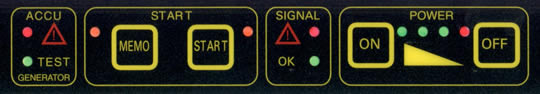 ACCU
TEST
GENERATOR
START
MEMO
START
SIGNAL
OK
POWER
ON
OFF